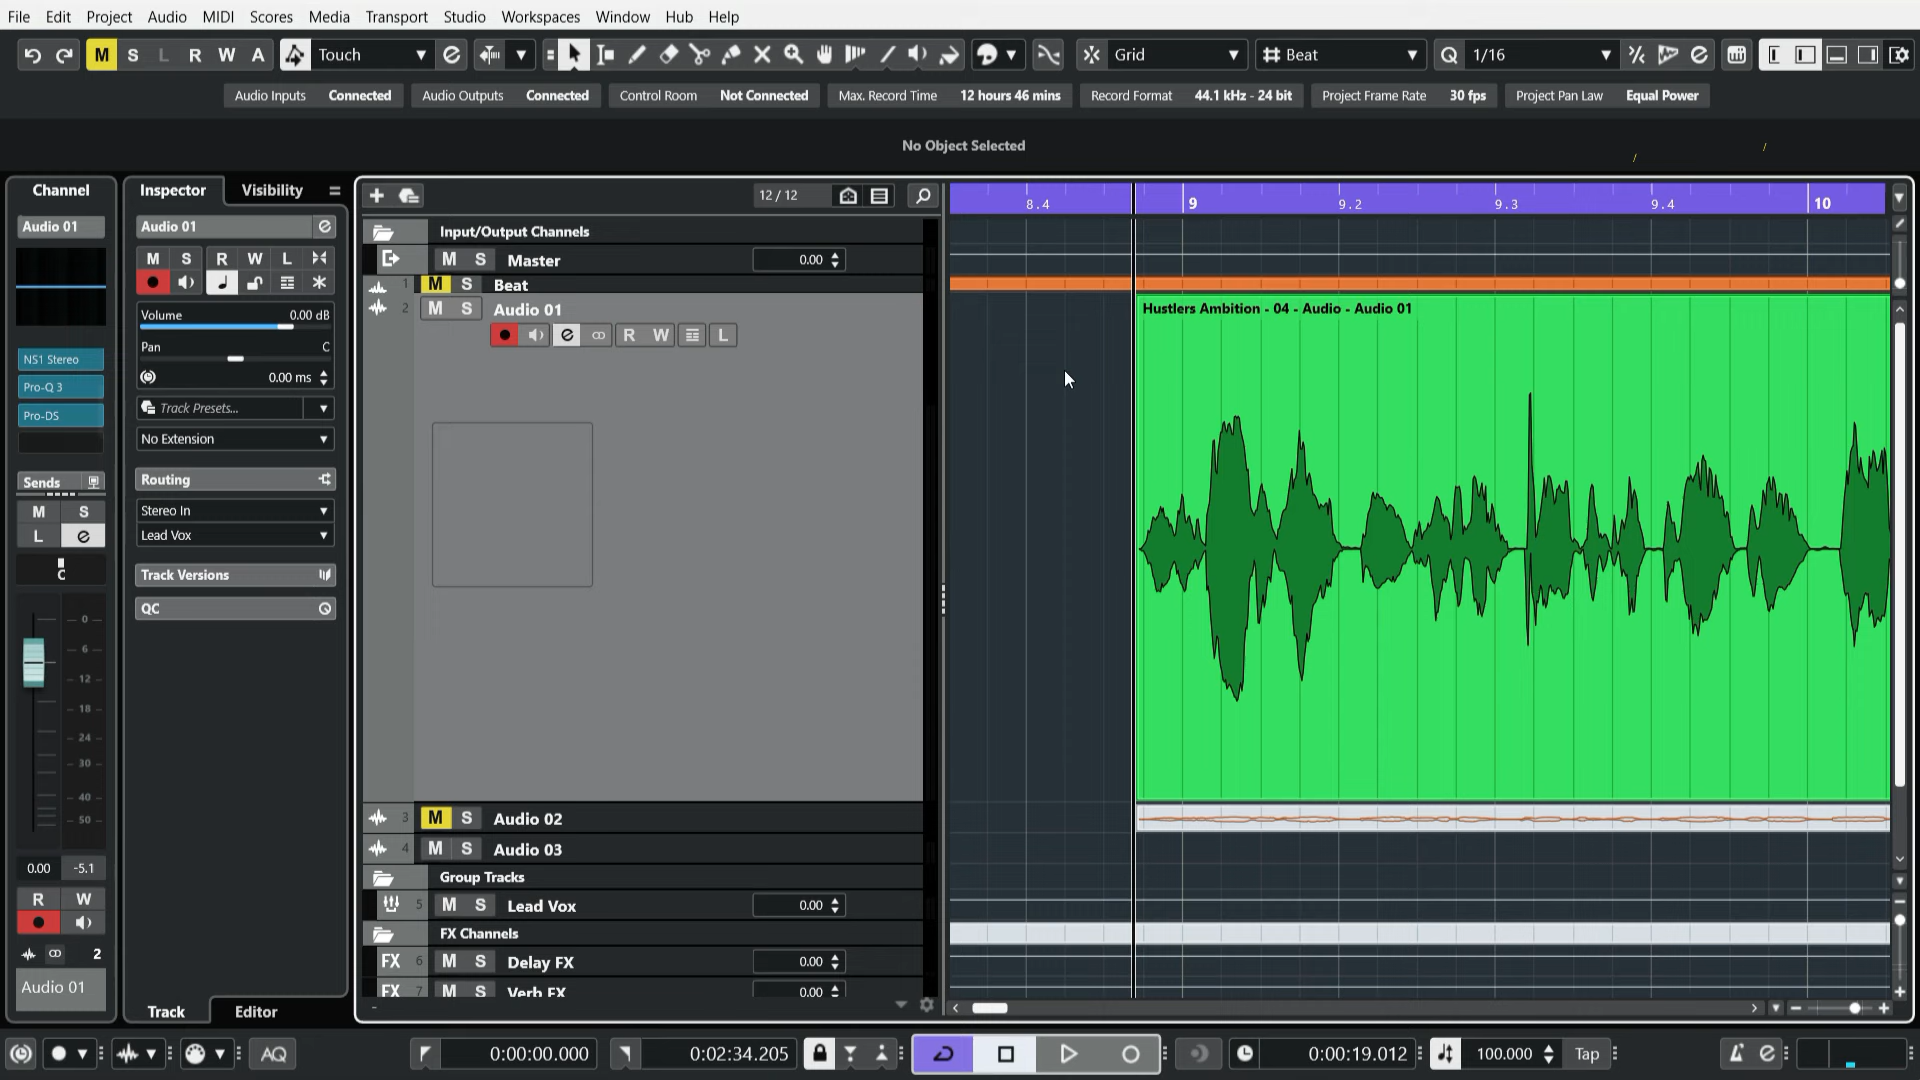 File Edit Project Audio MIDI Scores Media Transport Studio Workspaces Window Hub Help
M S L R W A Touch Grid Beat Q 1/16
Audio Inputs Connected Audio Outputs Connected Control Room Not Connected Max. Record Time 12 hours 46 mins Record Format 44.1 kHz - 24 bit Project Frame Rate 30 fps Project Pan Law Equal Power
No Object Selected
Channel Inspector Visibility
12 / 12
8.4 9 9.2 9.3 9.4 10
Audio 01
Audio 01
M S R W L
Volume 0.00 dB
Pan C
0.00 ms
Track Presets...
No Extension
Routing
Stereo In
Lead Vox
Track Versions
QC
NS1 Stereo
Pro-Q 3
Pro-DS
Sends
M S
L
C
0
6
12
18
24
30
40
50
0.00 -5.1
R W
2
Audio 01
Track Editor
Input/Output Channels
M S Master 0.00
1 M S Beat
2 M S Audio 01
R W L
Hustlers Ambition - 04 - Audio - Audio 01
3 M S Audio 02
4 M S Audio 03
Group Tracks
5 M S Lead Vox 0.00
FX Channels
FX 6 M S Delay FX 0.00
FX 7 M S Verb FX 0.00
AQ 0:00:00.000 0:02:34.205 0:00:19.012 100.000 Tap